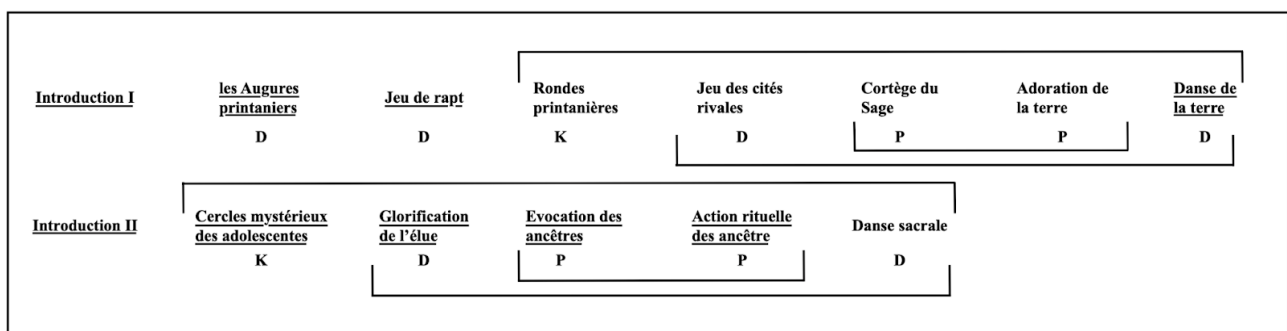 Introduction I
les Augures
printaniers
D
Jeu de rapt
D
Rondes
printanières
K
Jeu des cités
rivales
D
Cortège du
Sage
P
Adoration de
la terre
P
Danse de
la terre
D
Introduction II
Cercles mystérieux
des adolescentes
K
Glorification
de l’élue
D
Evocation des
ancêtres
P
Action rituelle
des ancêtre
P
Danse sacrale
D